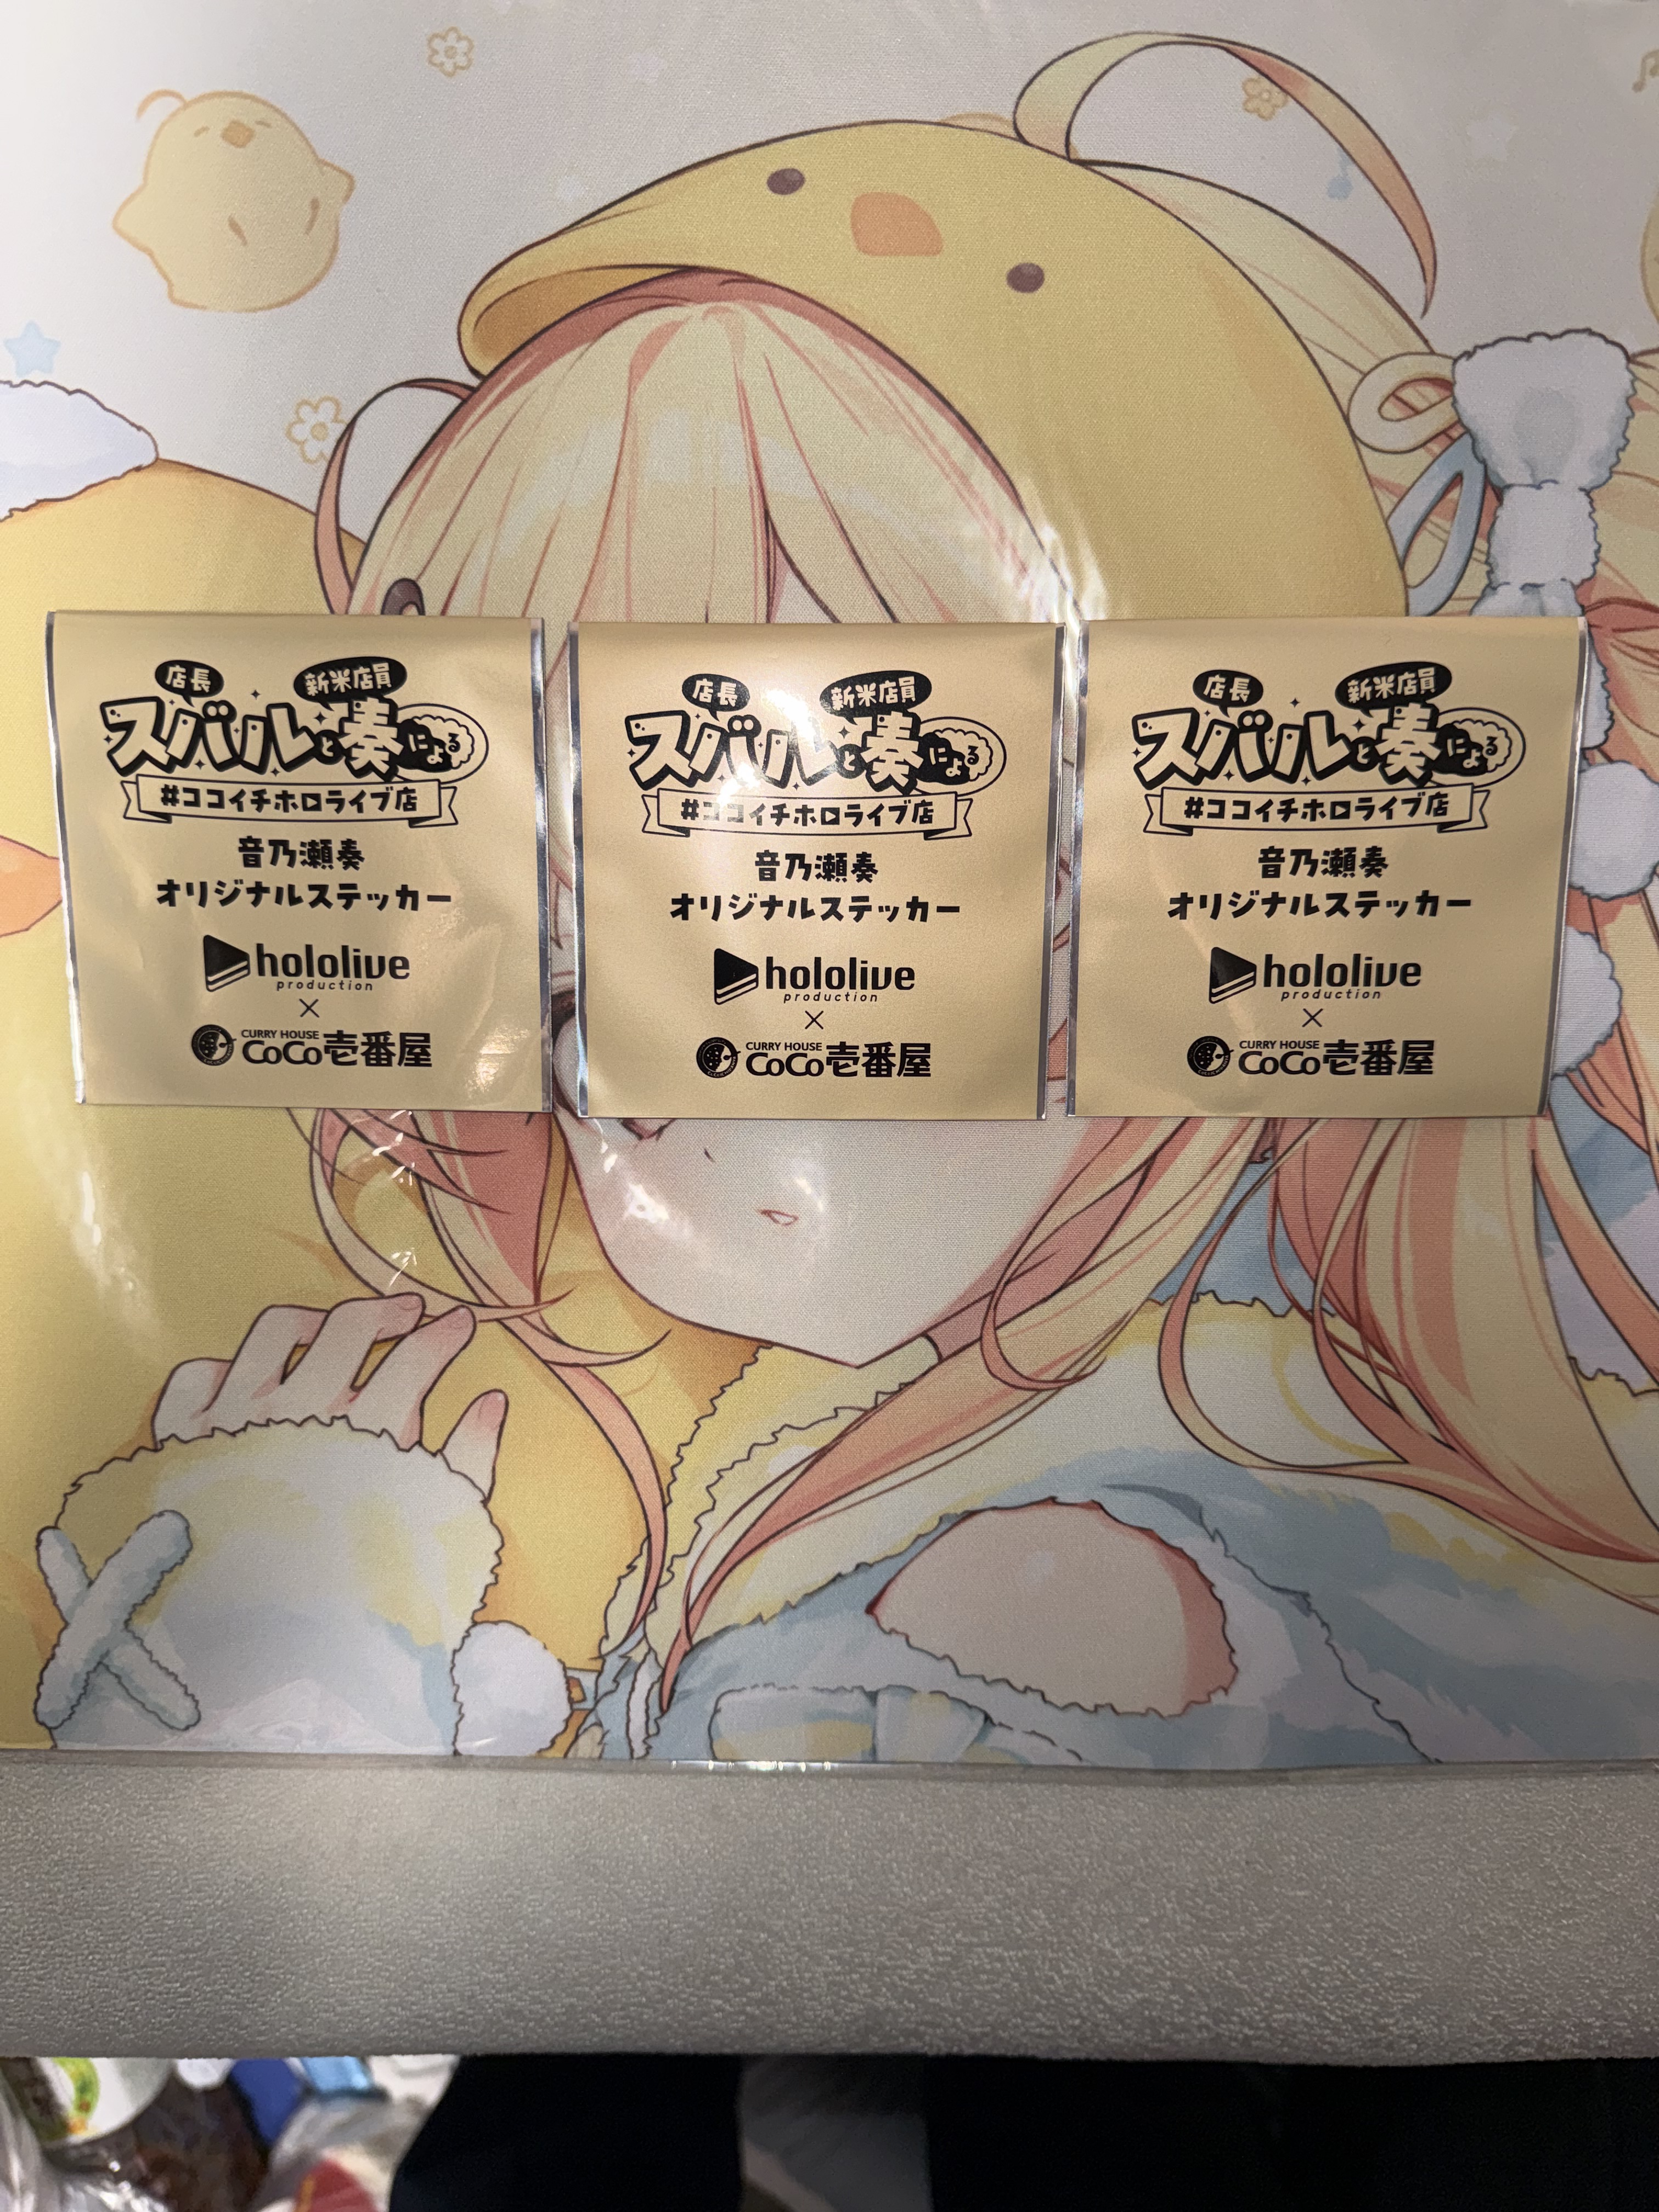 店長
新米店員
スバルと奏による
#ココイチホロライブ店
音乃瀬奏
オリジナルステッカー
hololive
production
×
CURRY HOUSE
CoCo壱番屋
店長
新米店員
スバルと奏による
#ココイチホロライブ店
音乃瀬奏
オリジナルステッカー
hololive
production
×
CURRY HOUSE
CoCo壱番屋
店長
新米店員
スバルと奏による
#ココイチホロライブ店
音乃瀬奏
オリジナルステッカー
hololive
production
×
CURRY HOUSE
CoCo壱番屋